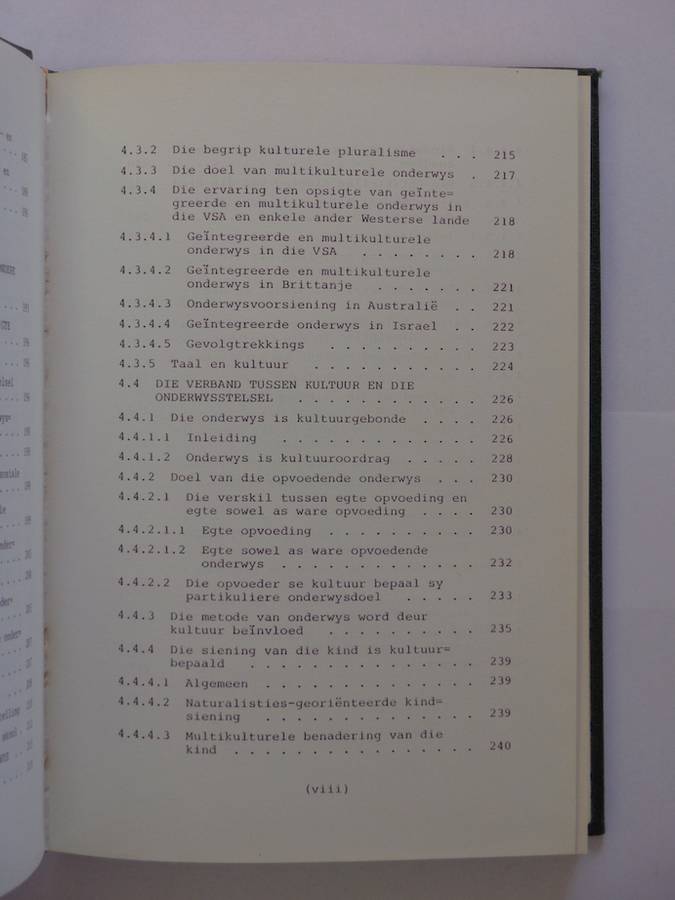 4.3.2 Die begrip kulturele pluralisme . . . 215
4.3.3 Die doel van multikulturele onderwys . 217
4.3.4 Die ervaring ten opsigte van geïnte=
greerde en multikulturele onderwys in
die VSA en enkele ander Westerse lande 218
4.3.4.1 Geïntegreerde en multikulturele
onderwys in die VSA . . . . . . . . 218
4.3.4.2 Geïntegreerde en multikulturele
onderwys in Brittanje . . . . . . . 221
4.3.4.3 Onderwysvoorsiening in Australië . . 221
4.3.4.4 Geïntegreerde onderwys in Israel . . 222
4.3.4.5 Gevolgtrekkings . . . . . . . . . . 223
4.3.5 Taal en kultuur . . . . . . . . . . . 224
4.4 DIE VERBAND TUSSEN KULTUUR EN DIE
ONDERWYSSTELSEL . . . . . . . . . . . . 226
4.4.1 Die onderwys is kultuurgebonde . . . . 226
4.4.1.1 Inleiding . . . . . . . . . . . . . 226
4.4.1.2 Onderwys is kultuuroordrag . . . . . 228
4.4.2 Doel van die opvoedende onderwys . . 230
4.4.2.1 Die verskil tussen egte opvoeding en
egte sowel as ware opvoeding . . . . 230
4.4.2.1.1 Egte opvoeding . . . . . . . . . . 230
4.4.2.1.2 Egte sowel as ware opvoedende
onderwys . . . . . . . . . . . . . 232
4.4.2.2 Die opvoeder se kultuur bepaal sy
partikuliere onderwysdoel . . . . . 233
4.4.3 Die metode van onderwys word deur
kultuur beïnvloed . . . . . . . . . . 235
4.4.4 Die siening van die kind is kultuur=
bepaald . . . . . . . . . . . . . . . 239
4.4.4.1 Algemeen . . . . . . . . . . . . . . 239
4.4.4.2 Naturalisties-georiënteerde kind=
siening . . . . . . . . . . . . . . 239
4.4.4.3 Multikulturele benadering van die
kind . . . . . . . . . . . . . . . . 240
(viii)